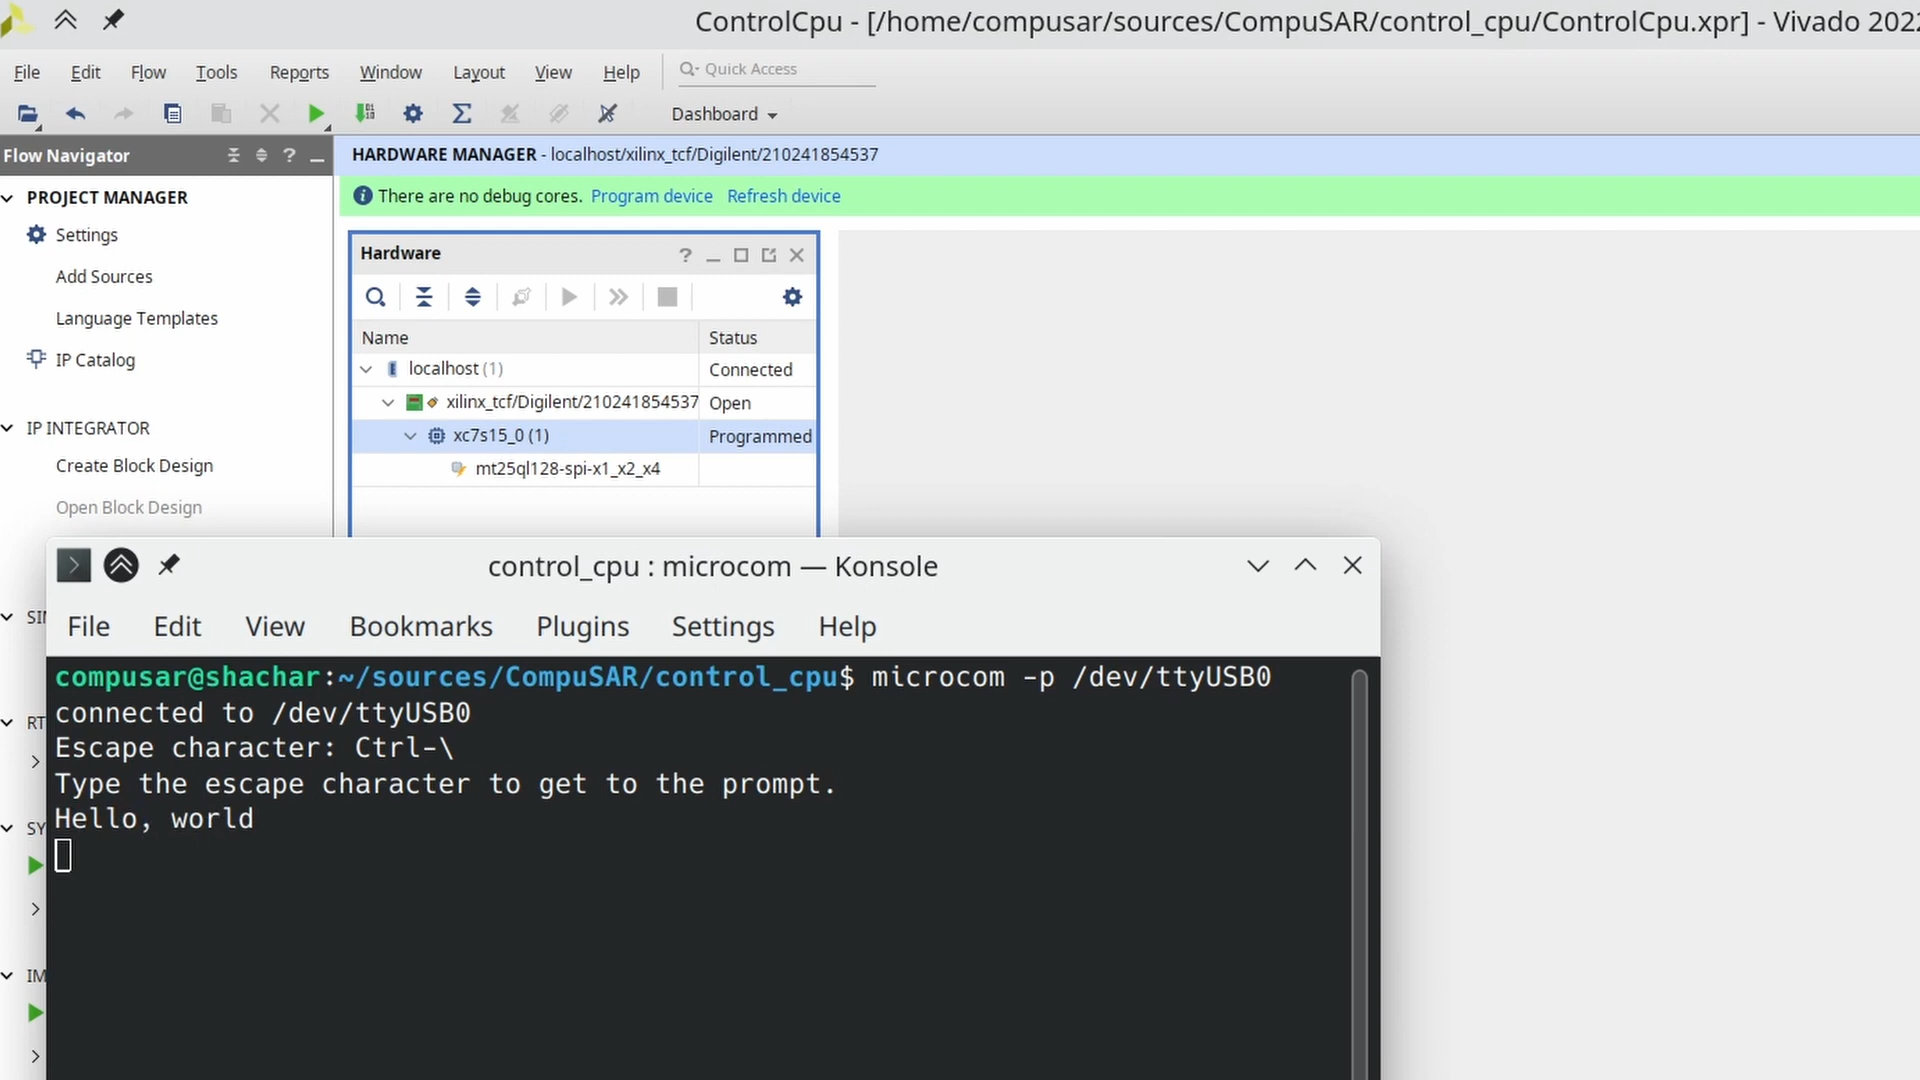 ControlCpu - [/home/compusar/sources/CompuSAR/control_cpu/ControlCpu.xpr] - Vivado 202
File Edit Flow Tools Reports Window Layout View Help Quick Access
Dashboard
Flow Navigator
HARDWARE MANAGER - localhost/xilinx_tcf/Digilent/210241854537
There are no debug cores. Program device Refresh device
PROJECT MANAGER
Settings
Add Sources
Language Templates
IP Catalog
IP INTEGRATOR
Create Block Design
Open Block Design
SI
RT
SY
IM
Hardware
Name Status
localhost (1) Connected
xilinx_tcf/Digilent/210241854537 Open
xc7s15_0 (1) Programmed
mt25ql128-spi-x1_x2_x4
control_cpu : microcom — Konsole
File Edit View Bookmarks Plugins Settings Help
compusar@shachar:~/sources/CompuSAR/control_cpu$ microcom -p /dev/ttyUSB0
connected to /dev/ttyUSB0
Escape character: Ctrl-\
Type the escape character to get to the prompt.
Hello, world